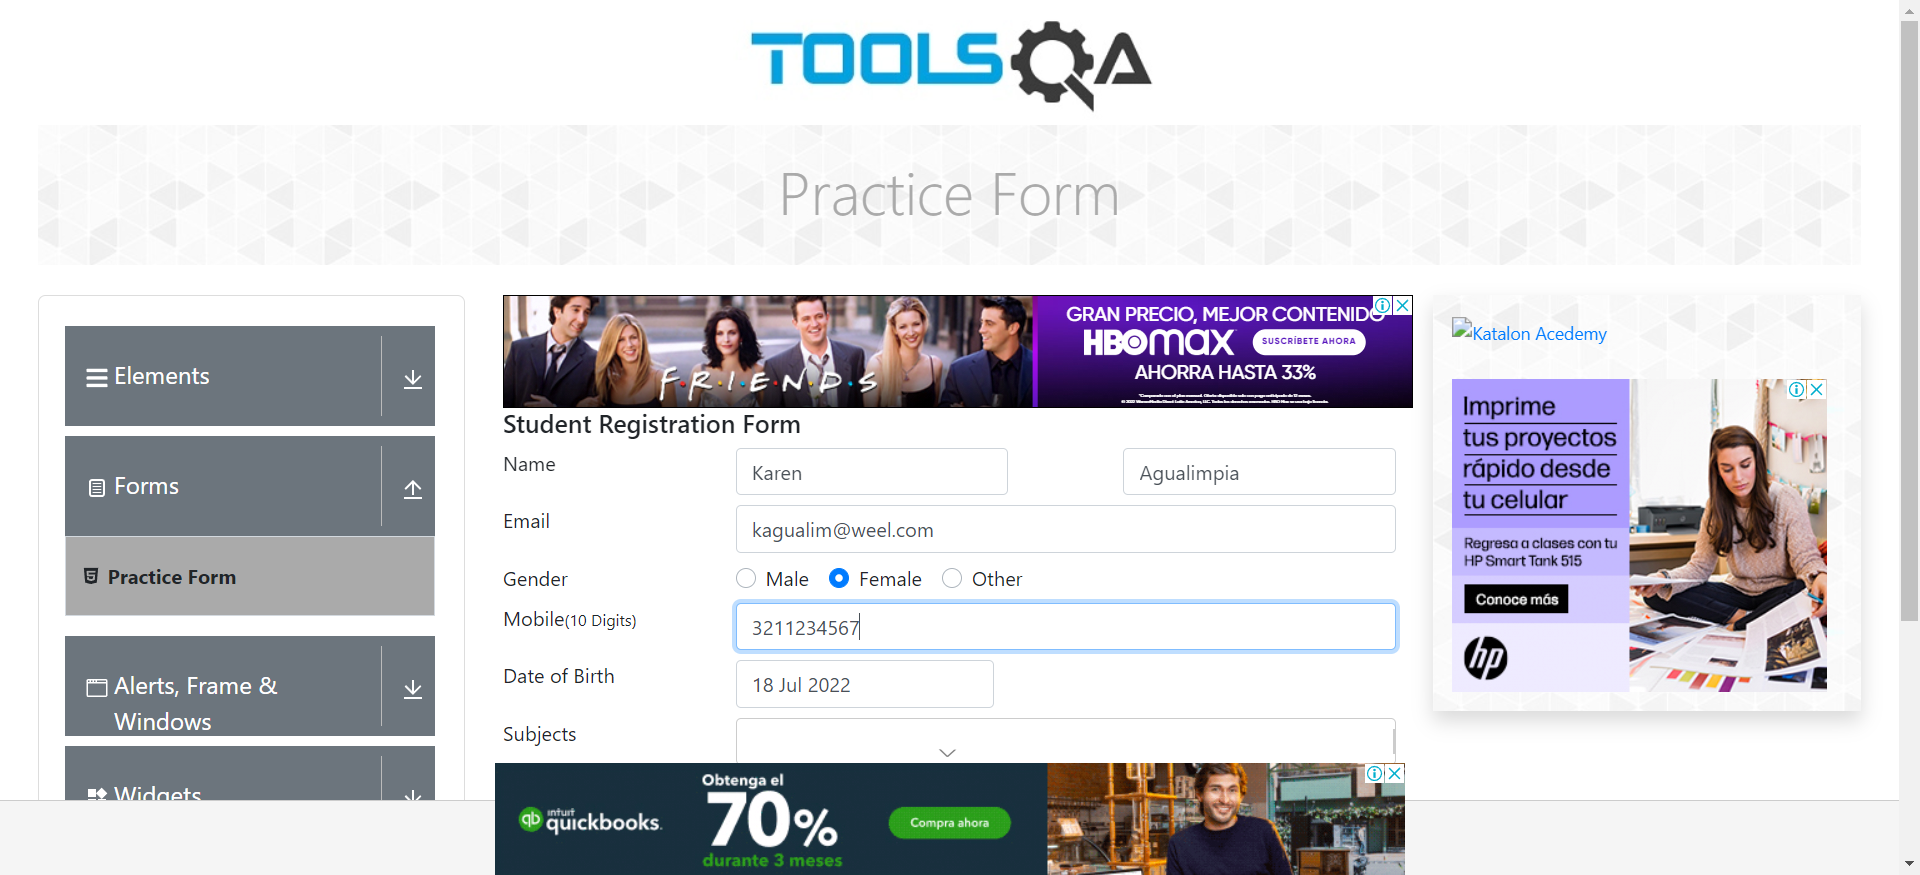 TOOLSQA
Practice Form
Elements
Forms
Practice Form
Alerts, Frame &
Windows
Widgets
F·R·I·E·N·D·S
GRAN PRECIO, MEJOR CONTENIDO
HBOMAX
SUSCRÍBETE AHORA
AHORRA HASTA 33%
Student Registration Form
Name
Karen
Agualimpia
Email
kagualim@weel.com
Gender
Male
Female
Other
Mobile(10 Digits)
3211234567
Date of Birth
18 Jul 2022
Subjects
intuit
quickbooks.
Obtenga el
70%
durante 3 meses
Compra ahora
Katalon Acedemy
Imprime
tus proyectos
rápido desde
tu celular
Regresa a clases con tu
HP Smart Tank 515
Conoce más
hp